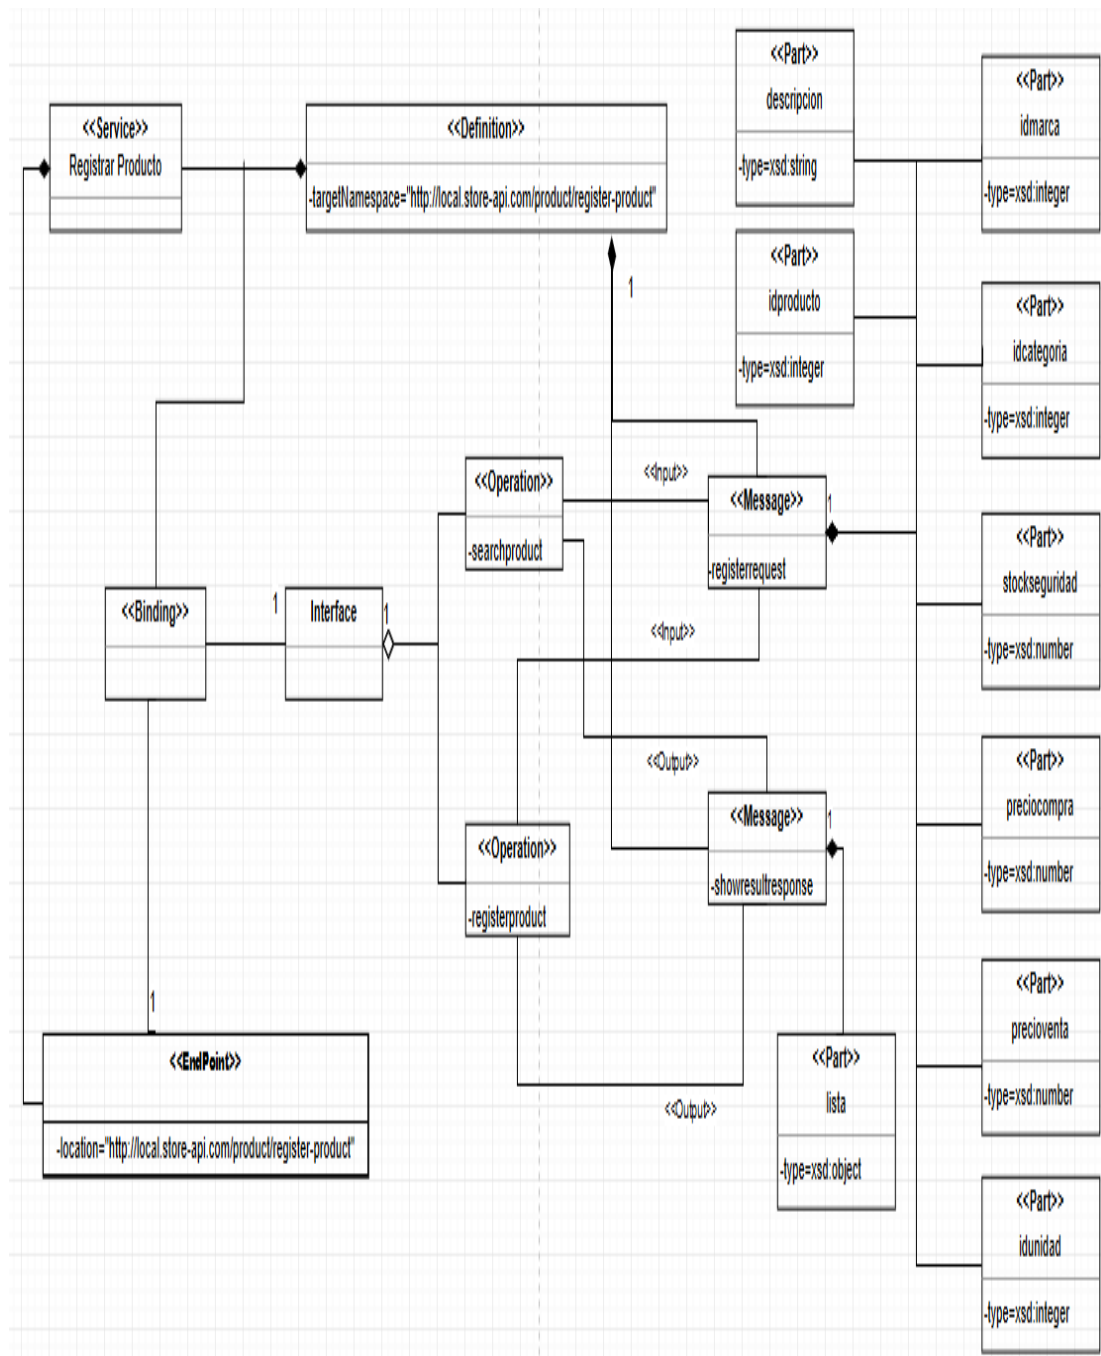 <<Service>>
Registrar Producto
<<Definition>>
-targetNamespace="http://local.store-api.com/product/register-product"
1
<<Part>>
descripcion
-type=xsd:string
<<Part>>
idmarca
-type=xsd:integer
<<Part>>
idproducto
-type=xsd:integer
<<Part>>
idcategoria
-type=xsd:integer
<<Operation>>
-searchproduct
<<Input>>
<<Message>>
1
-registerrequest
<<Part>>
stockseguridad
-type=xsd:number
<<Binding>>
1
Interface
1
<<Input>>
<<Output>>
<<Part>>
preciocompra
-type=xsd:number
<<Operation>>
-registerproduct
<<Message>>
1
-showresultresponse
<<Part>>
precioventa
-type=xsd:number
1
<<EndPoint>>
-location="http://local.store-api.com/product/register-product"
<<Output>>
<<Part>>
lista
-type=xsd:object
<<Part>>
idunidad
-type=xsd:integer